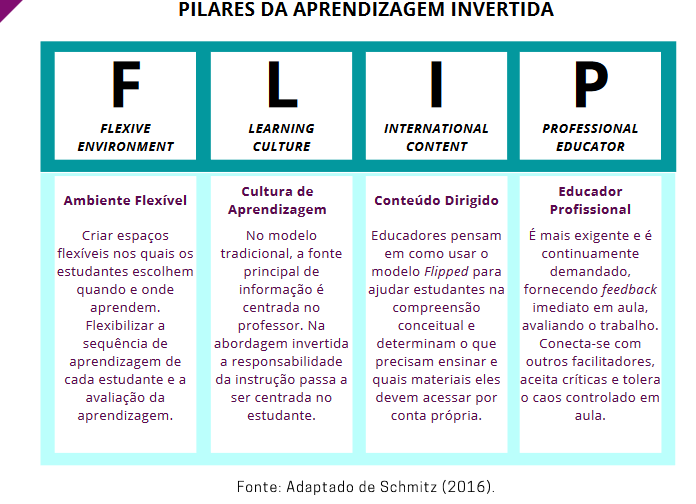 PILARES DA APRENDIZAGEM INVERTIDA
F
FLEXIVE
ENVIRONMENT
L
LEARNING
CULTURE
I
INTERNATIONAL
CONTENT
P
PROFESSIONAL
EDUCATOR
Ambiente Flexível
Criar espaços
flexíveis nos quais os
estudantes escolhem
quando e onde
aprendem.
Flexibilizar a
sequência de
aprendizagem de
cada estudante e a
avaliação da
aprendizagem.
Cultura de
Aprendizagem
No modelo
tradicional, a fonte
principal de
informação é
centrada no
professor. Na
abordagem invertida
a responsabilidade
da instrução passa a
ser centrada no
estudante.
Conteúdo Dirigido
Educadores pensam
em como usar o
modelo Flipped para
ajudar estudantes na
compreensão
conceitual e
determinam o que
precisam ensinar e
quais materiais eles
devem acessar por
conta própria.
Educador
Profissional
É mais exigente e é
continuamente
demandado,
fornecendo feedback
imediato em aula,
avaliando o trabalho.
Conecta-se com
outros facilitadores,
aceita críticas e tolera
o caos controlado em
aula.
Fonte: Adaptado de Schmitz (2016).